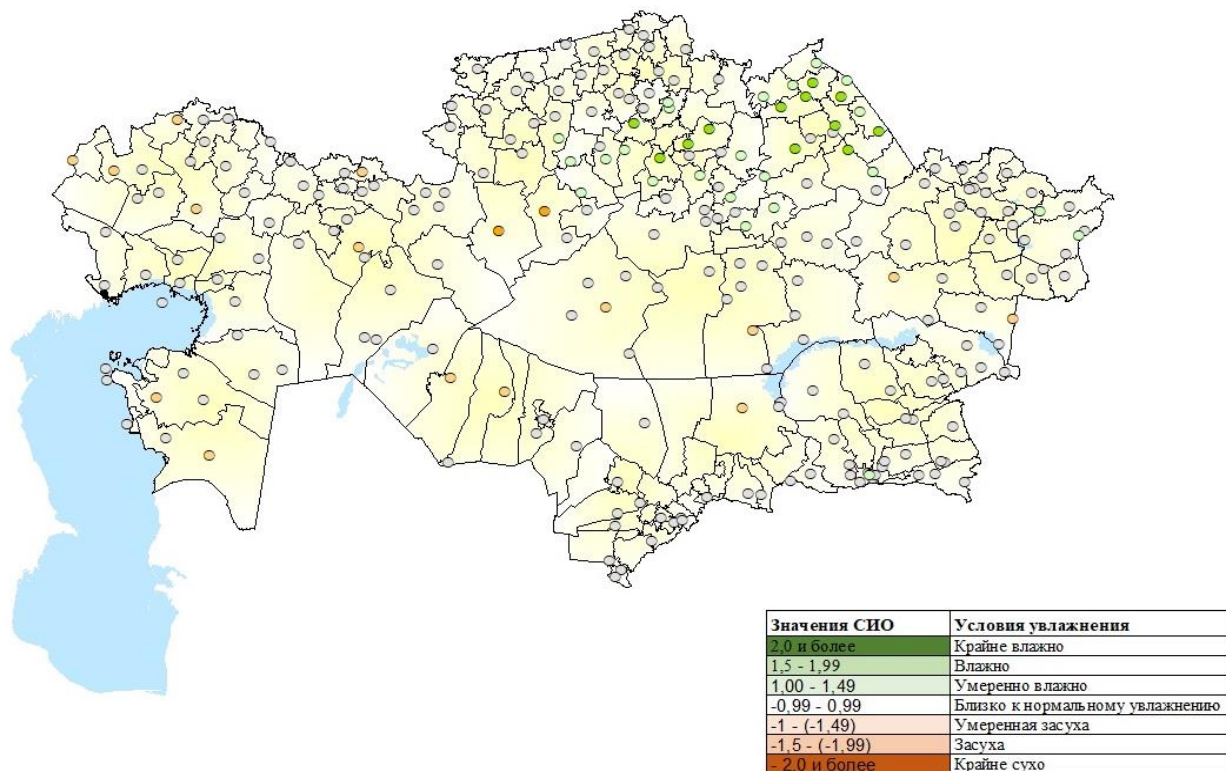 Значения СИО Условия увлажнения
2,0 и более Крайне влажно
1,5 - 1,99 Влажно
1,00 - 1,49 Умеренно влажно
-0,99 - 0,99 Близко к нормальному увлажнению
-1 - (-1,49) Умеренная засуха
-1,5 - (-1,99) Засуха
- 2,0 и более Крайне сухо